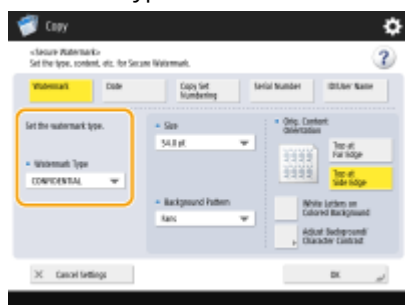 Copy
<Secure Watermark>
Set the type, content, etc. for Secure Watermark.
?
Watermark
Date
Copy Set
Numbering
Serial Number
ID/User Name
Set the watermark type.
Watermark Type
CONFIDENTIAL
Size
54.0 pt.
Background Pattern
Fans
Orig. Content
Orientation
Top at
Far Edge
Top at
Side Edge
White Letters on
Colored Background
Adjust Background/
Character Contrast
Cancel Settings
OK